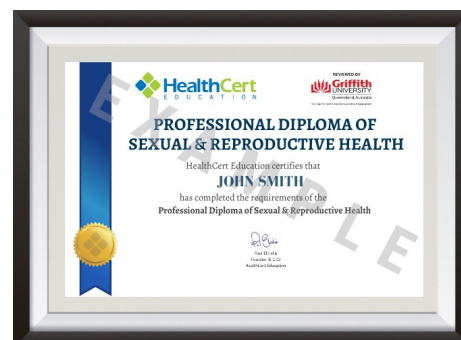 HealthCert
EDUCATION
REVIEWED BY
Griffith
UNIVERSITY
Queensland, Australia
PROFESSIONAL DIPLOMA OF
SEXUAL & REPRODUCTIVE HEALTH
HealthCert Education certifies that
JOHN SMITH
has completed the requirements of the
Professional Diploma of Sexual & Reproductive Health
Founder & CEO
HealthCert Education
EXAMPLE